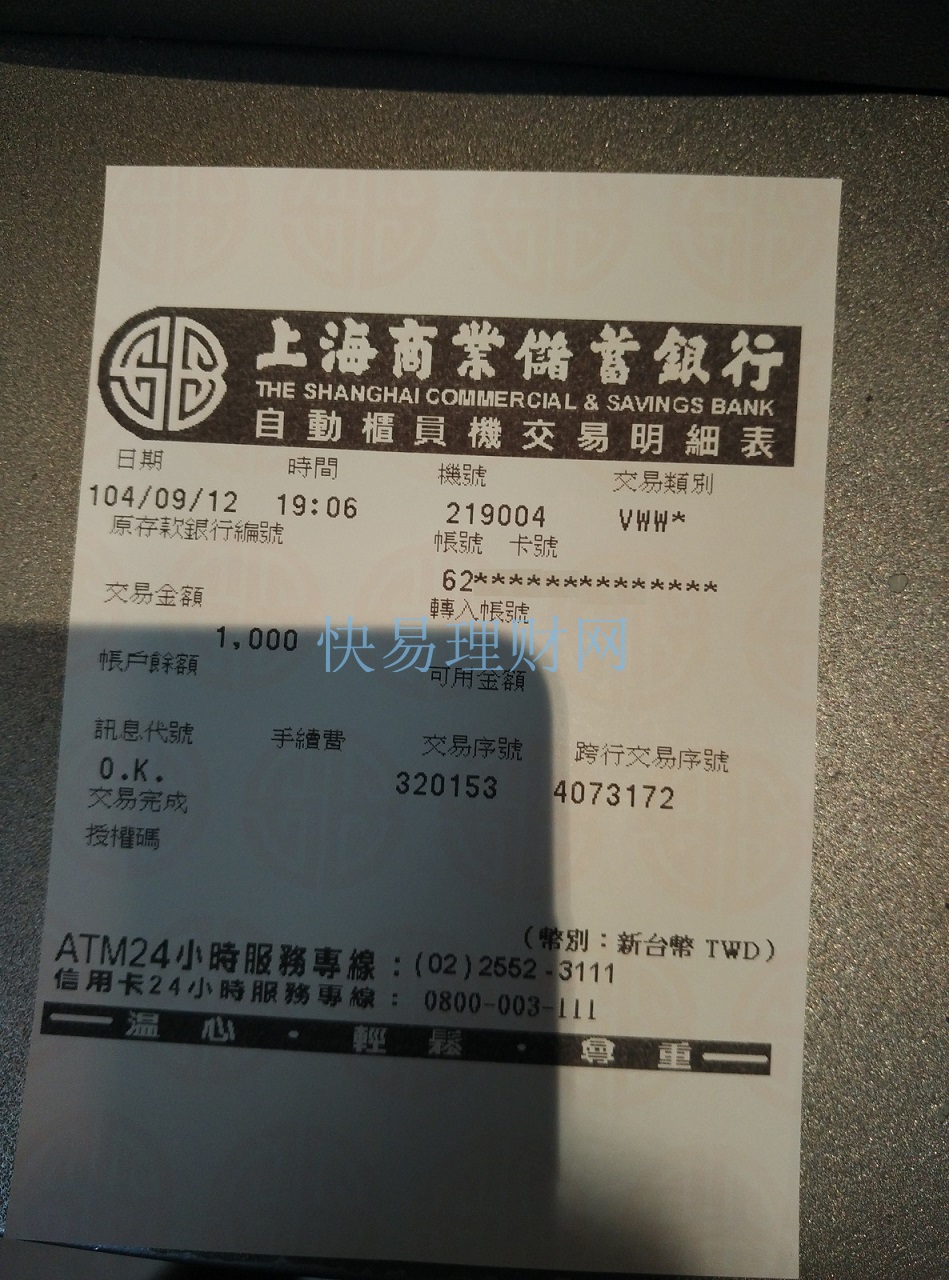 上海商業儲蓄銀行
THE SHANGHAI COMMERCIAL & SAVINGS BANK
自動櫃員機交易明細表
日期 時間 機號 交易類別
104/09/12 19:06 219004 VWW*
原存款銀行編號 帳號 卡號
62**************
交易金額 轉入帳號
1,000
快易理财网
帳戶餘額 可用金額
訊息代號 手續費 交易序號 跨行交易序號
O.K. 320153 4073172
交易完成
授權碼
(幣別：新台幣 TWD)
ATM24小時服務專線：(02)2552-3111
信用卡24小時服務專線： 0800-003-111
溫心・輕鬆・尊重